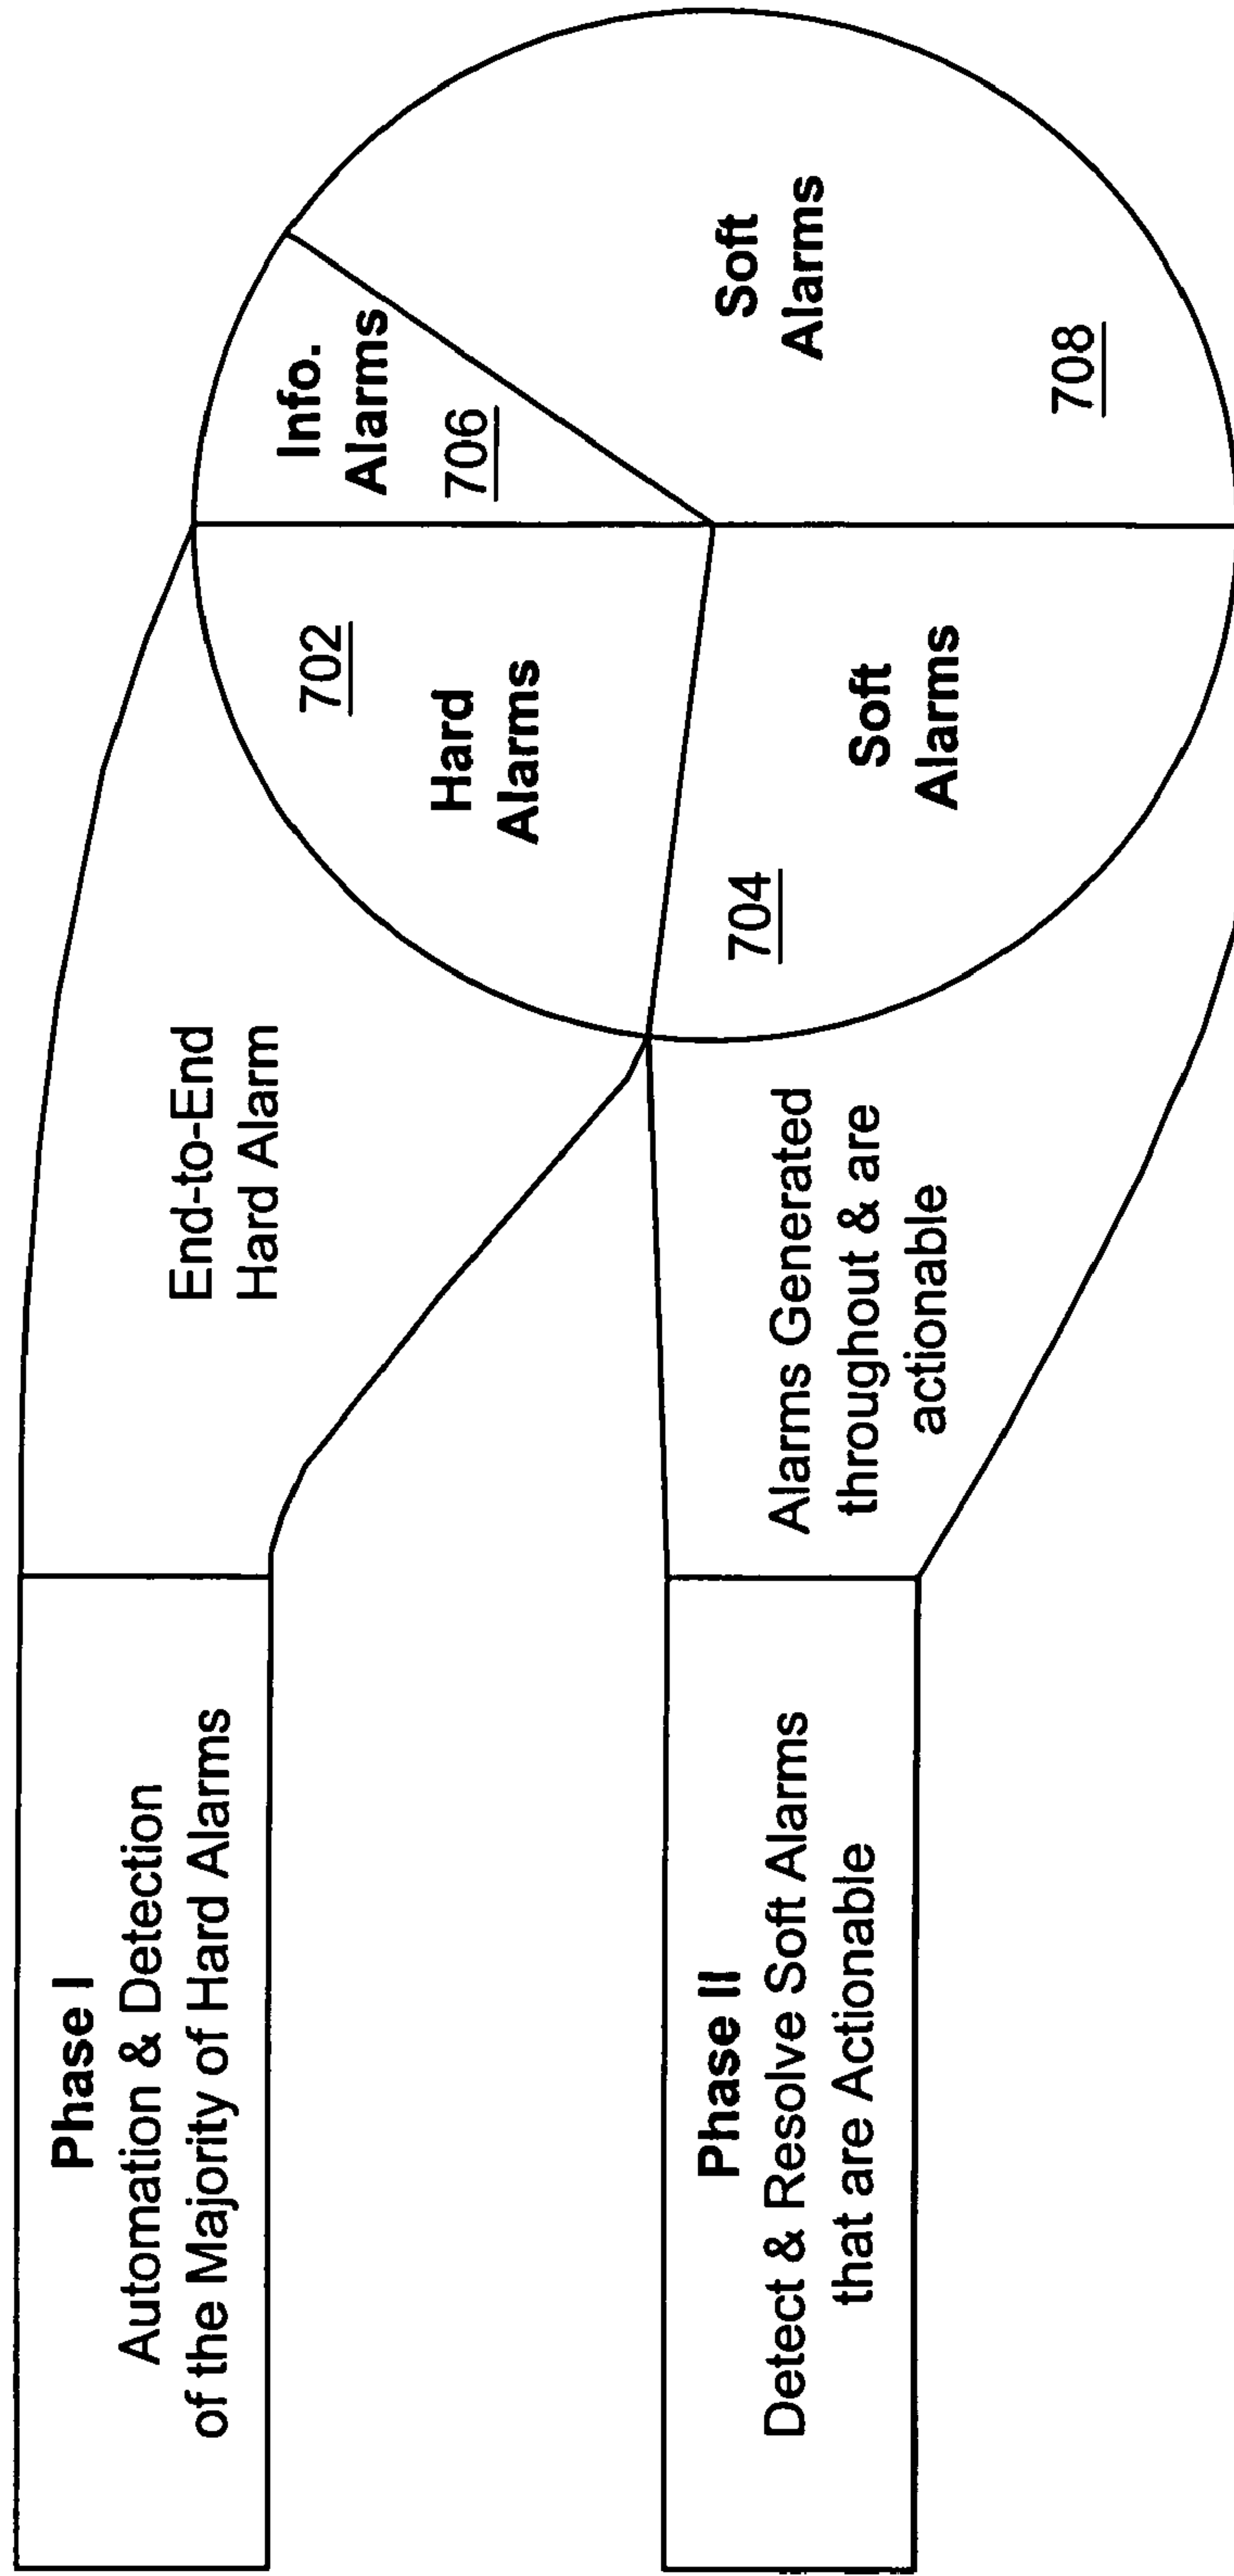 Phase I
Automation & Detection
of the Majority of Hard Alarms
End-to-End
Hard Alarm
702
Hard
Alarms
Info.
Alarms
706
Phase II
Detect & Resolve Soft Alarms
that are Actionable
Alarms Generated
throughout & are
actionable
704
Soft
Alarms
Soft
Alarms
708